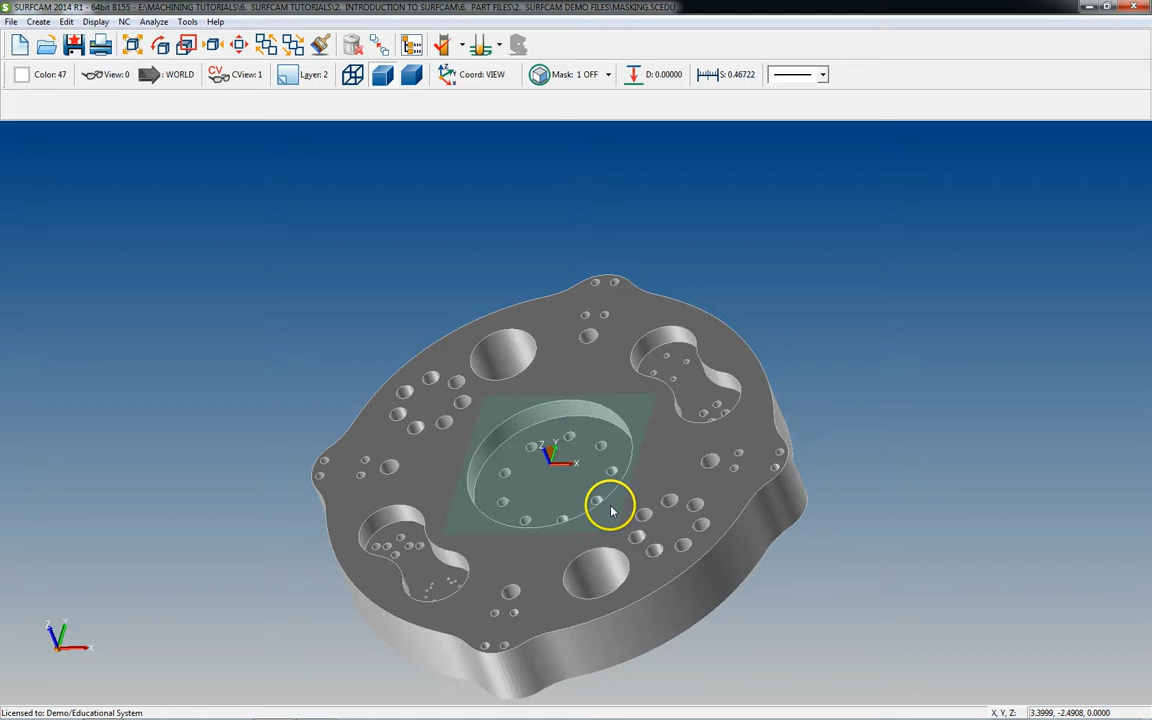 SURFCAM 2014 R1 - 64bit B155 - E:\MACHINING TUTORIALS\6. SURFCAM TUTORIALS\2. INTRODUCTION TO SURFCAM\6. PART FILES\2. SURFCAM DEMO FILES\MASKING.SCEDU
File Create Edit Display NC Analyze Tools Help
Color: 47 View: 0 : WORLD CV CView: 1 Layer: 2 Coord: VIEW Mask: 1 OFF D: 0.00000 S: 0.46722
Z Y X
Z Y X
Licensed to: Demo/Educational System X, Y, Z: 3.3999, -2.4908, 0.0000